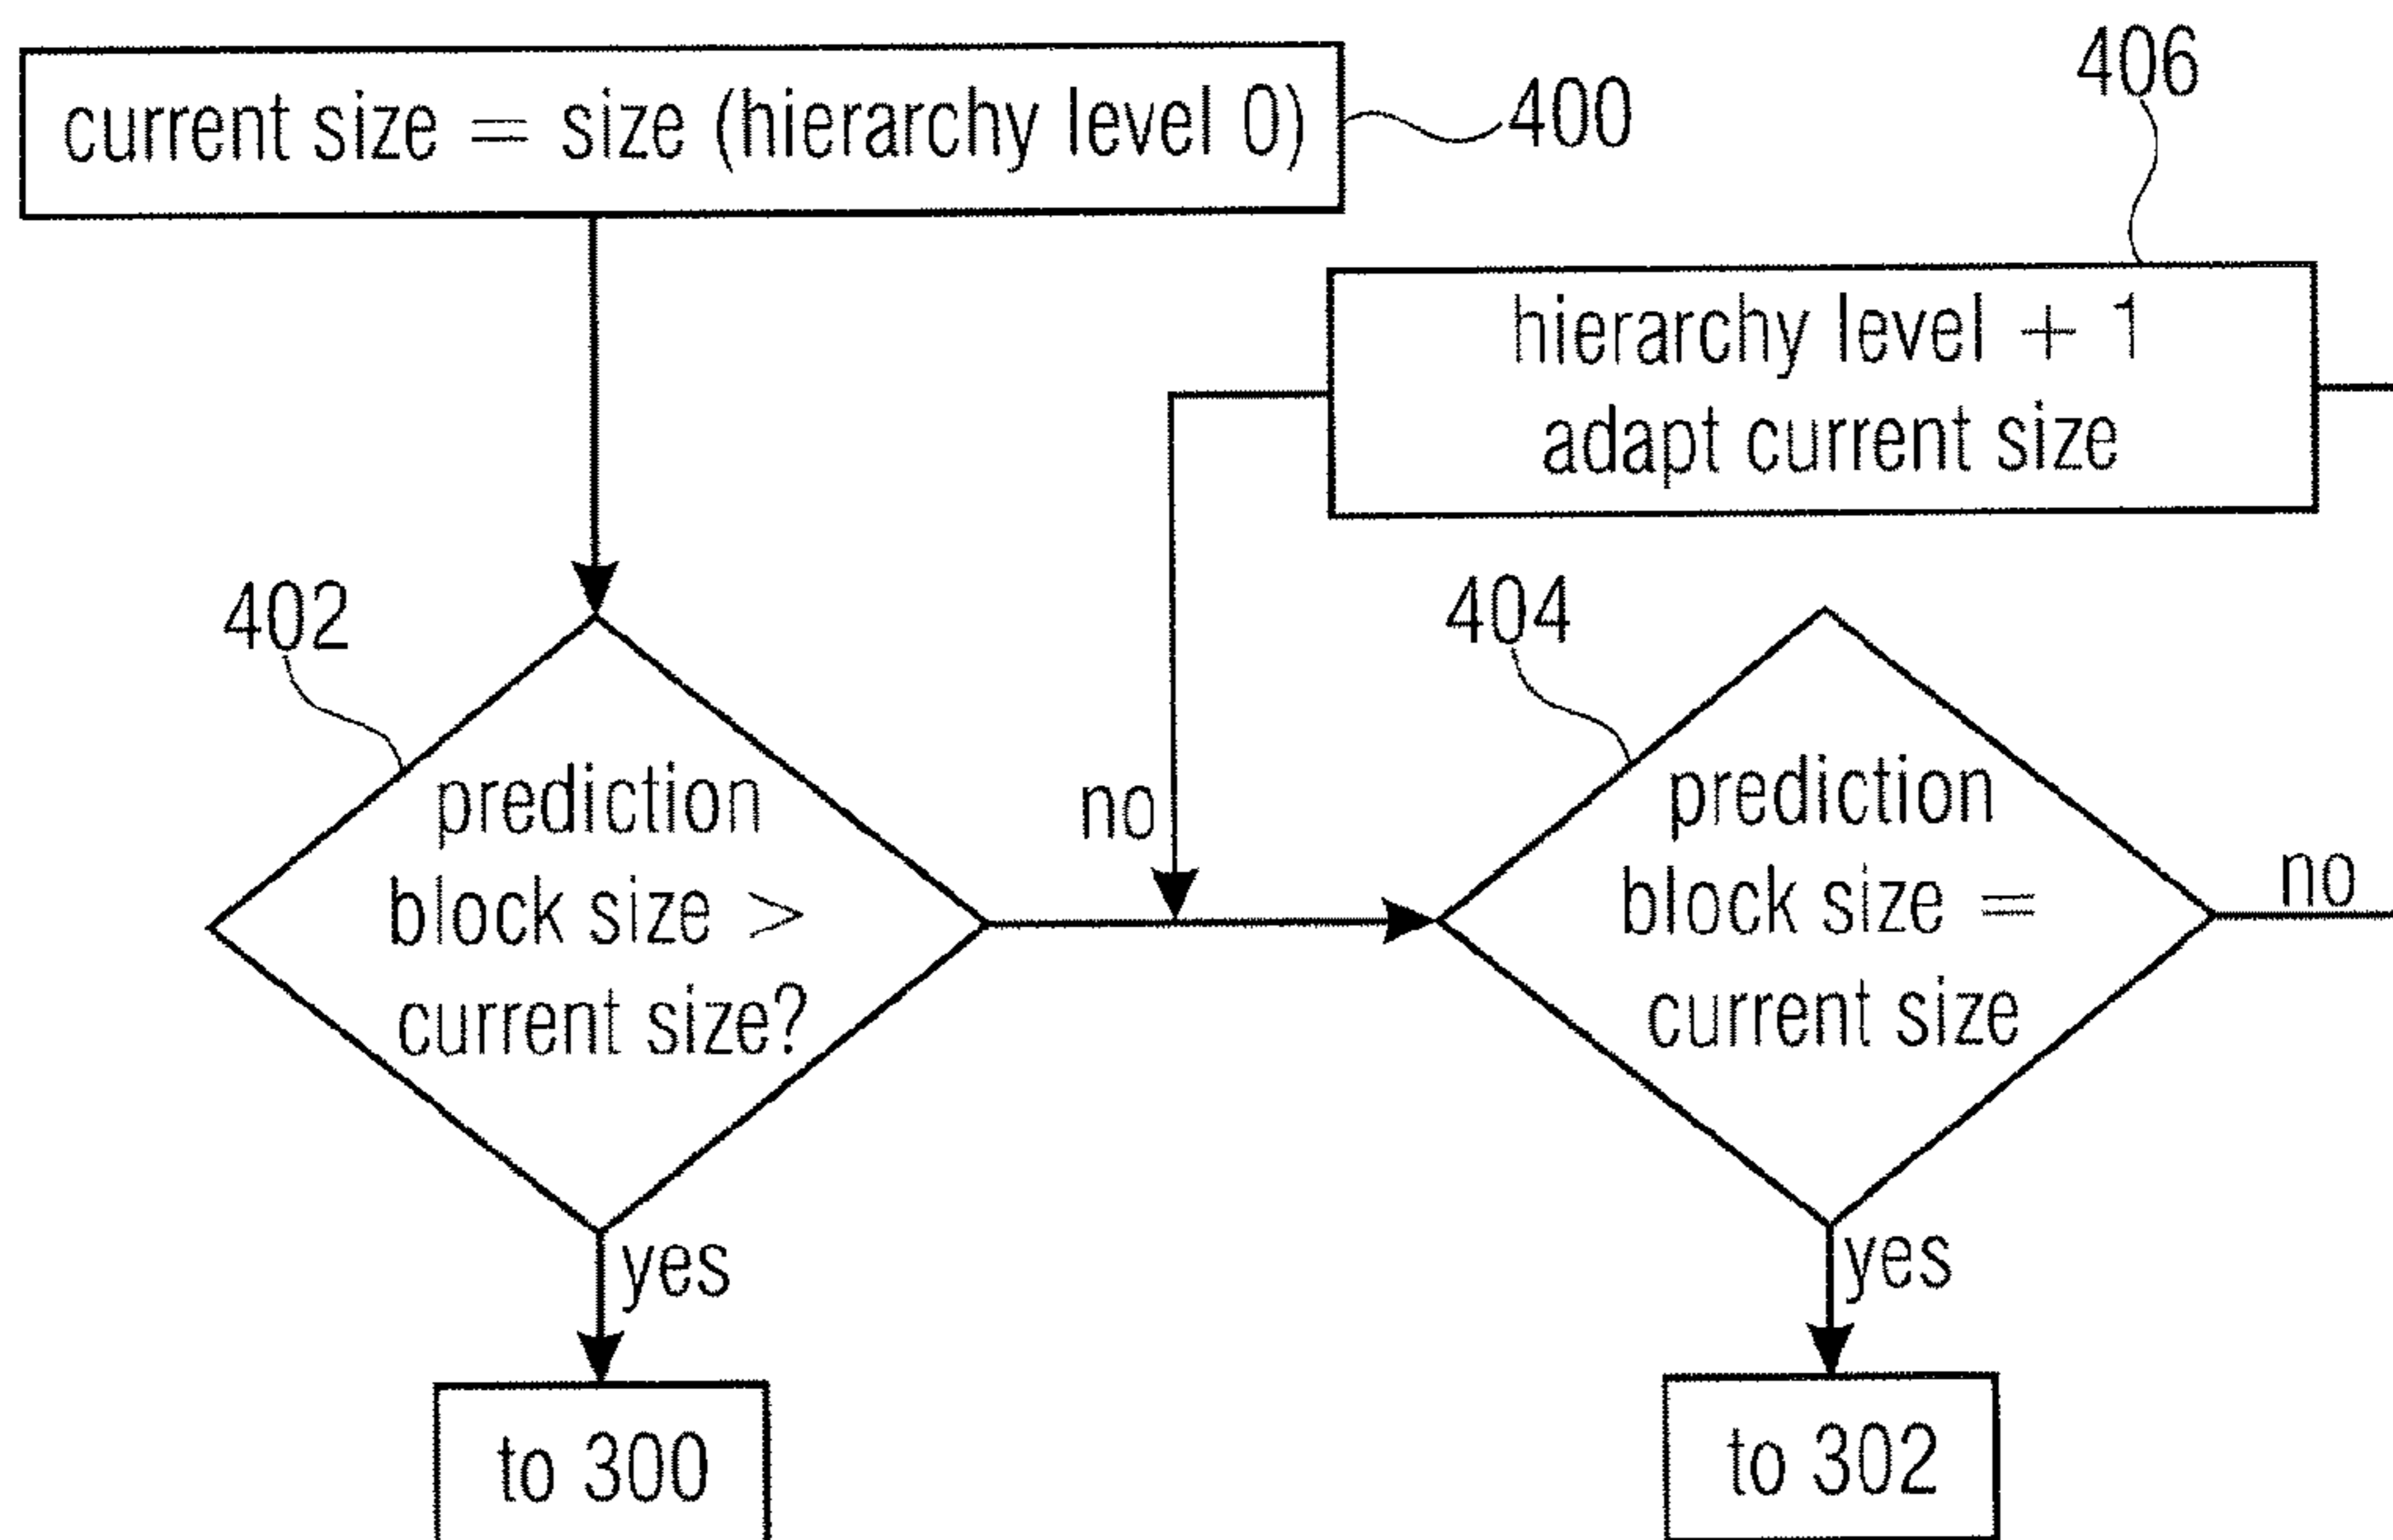 current size = size (hierarchy level 0)
400
406
hierarchy level + 1
adapt current size
402
prediction
block size >
current size?
no
404
prediction
block size =
current size
no
yes
yes
to 300
to 302